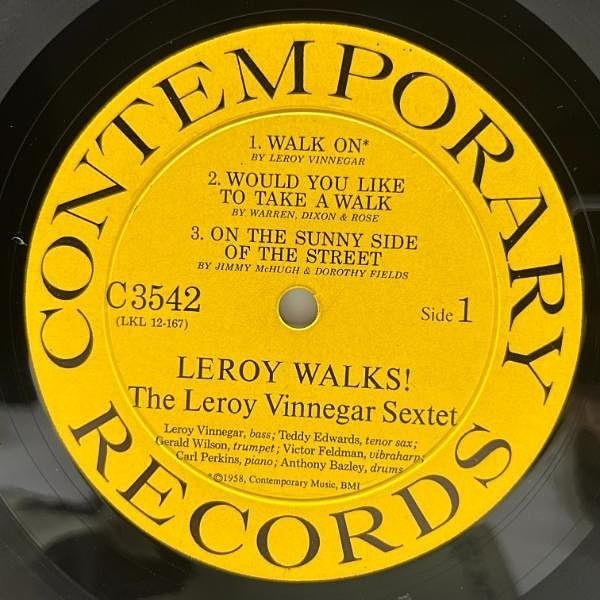 CONTEMPORARY
1. WALK ON*
BY LEROY VINNEGAR
2. WOULD YOU LIKE
TO TAKE A WALK
BY WARREN, DIXON & ROSE
3. ON THE SUNNY SIDE
OF THE STREET
BY JIMMY McHUGH & DOROTHY FIELDS
C3542
(LKL 12-167)
Side 1
LEROY WALKS!
The Leroy Vinnegar Sextet
Leroy Vinnegar, bass; Teddy Edwards, tenor sax;
Gerald Wilson, trumpet; Victor Feldman, vibraharp;
Carl Perkins, piano; Anthony Bazley, drums
*©1958, Contemporary Music, BMI
RECORDS